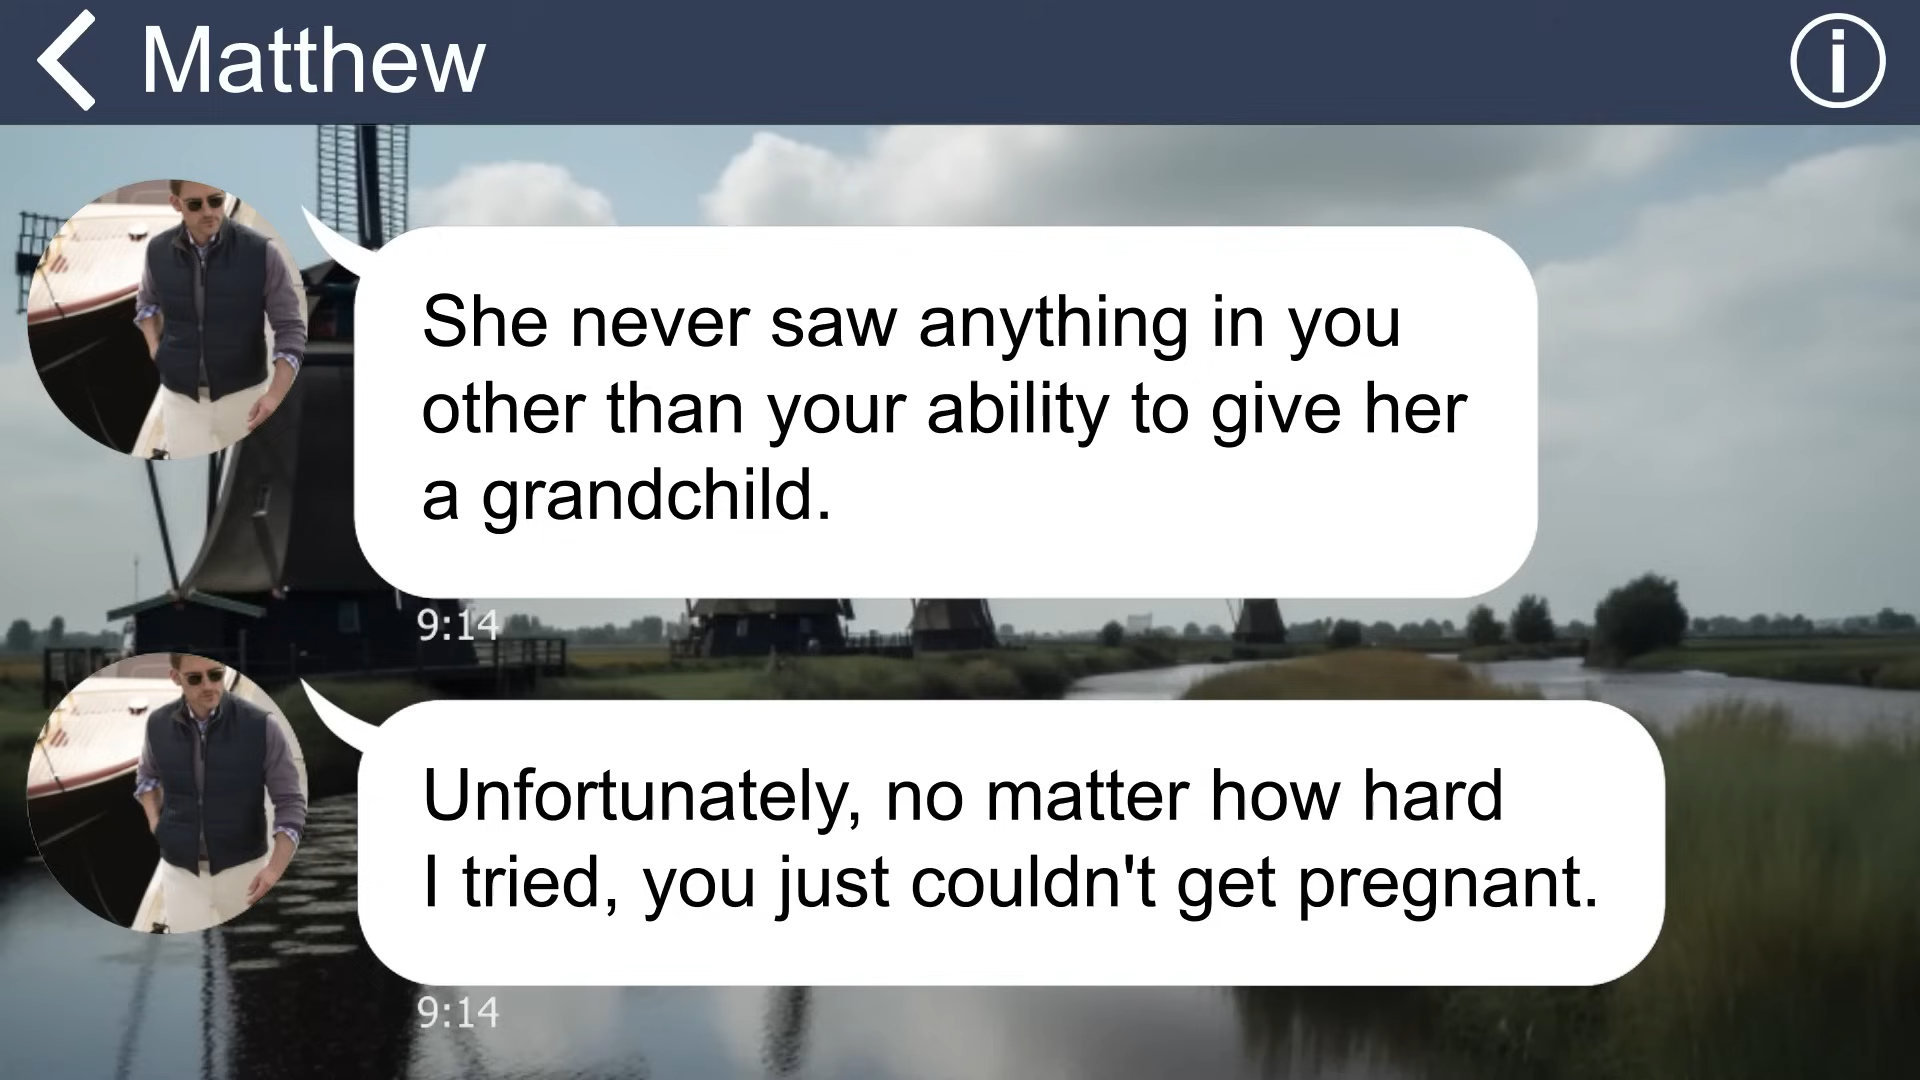 Matthew
She never saw anything in you
other than your ability to give her
a grandchild.
9:14
Unfortunately, no matter how hard
I tried, you just couldn't get pregnant.
9:14